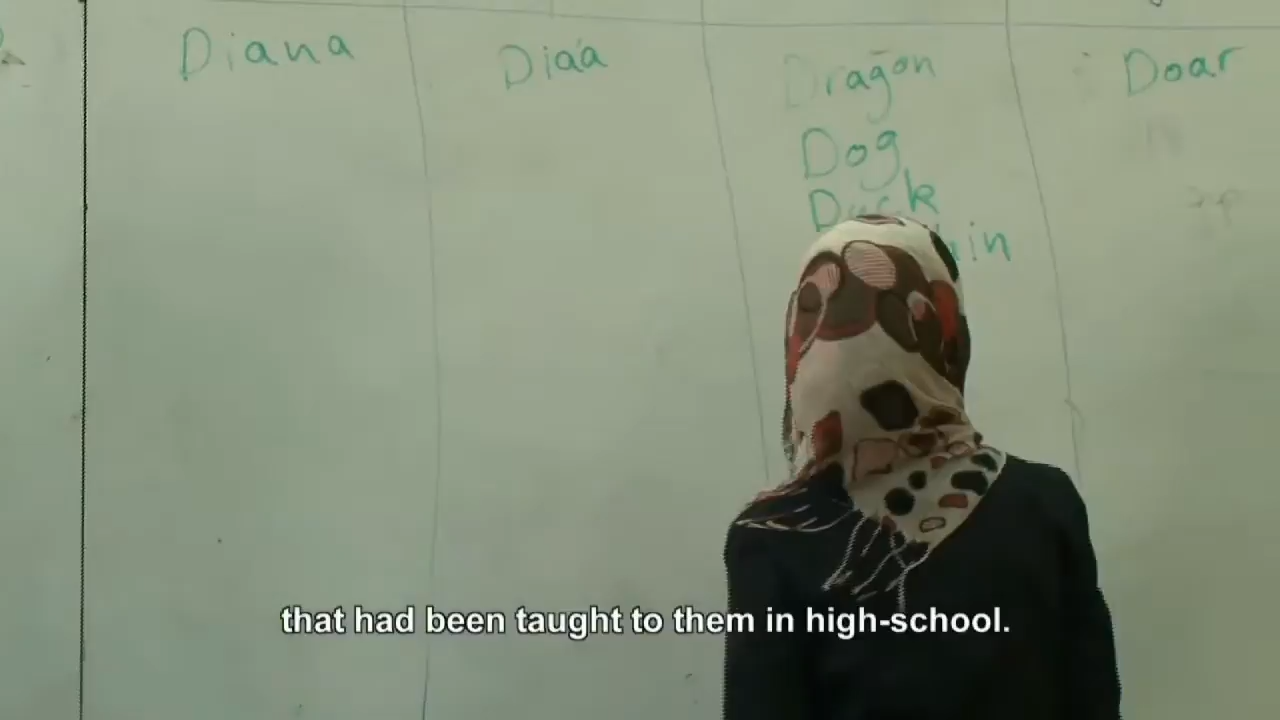 Diana
Diaa
Dragon
Dog
Duck
Doar
that had been taught to them in high-school.